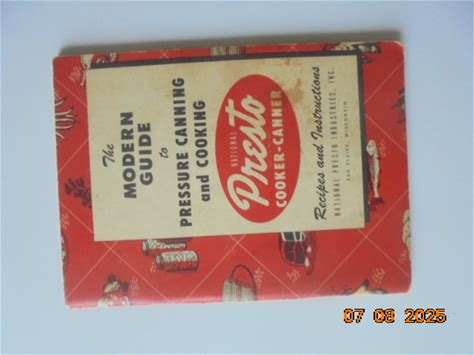 The
MODERN
GUIDE
to
PRESSURE CANNING
and COOKING
NATIONAL
Presto
COOKER-CANNER
Recipes and Instructions
NATIONAL PRESTO INDUSTRIES, INC.
EAU CLAIRE, WISCONSIN
07 08 2025